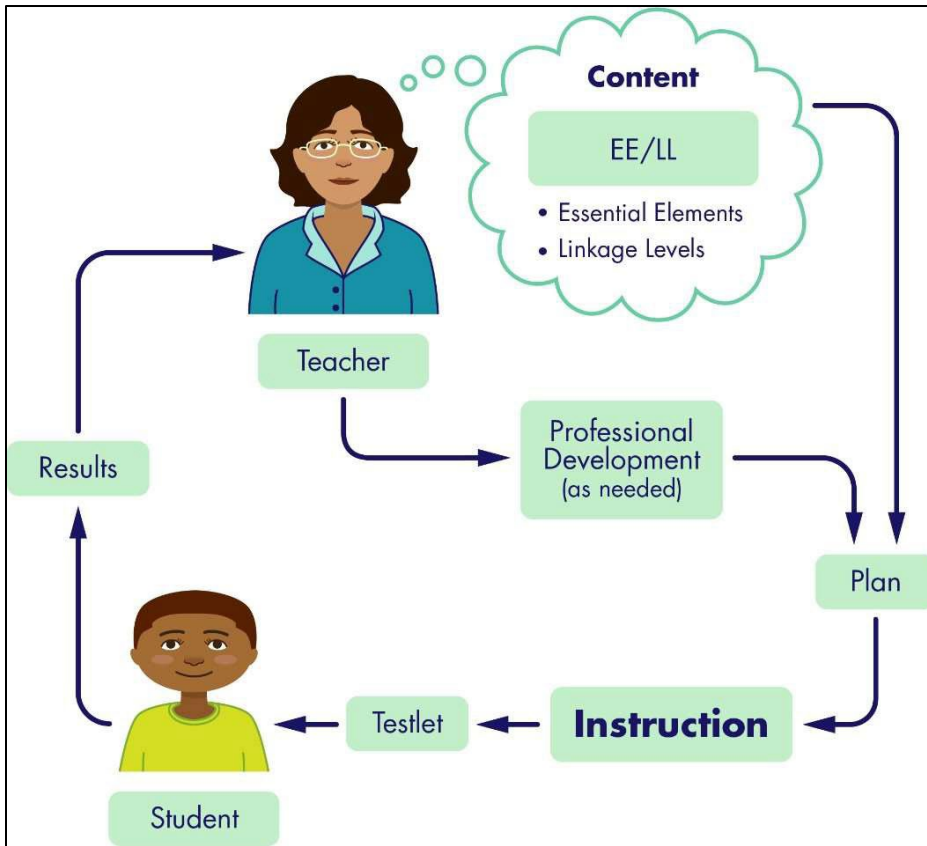 Content
EE/LL
• Essential Elements
• Linkage Levels
Teacher
Professional
Development
(as needed)
Results
Plan
Instruction
Testlet
Student